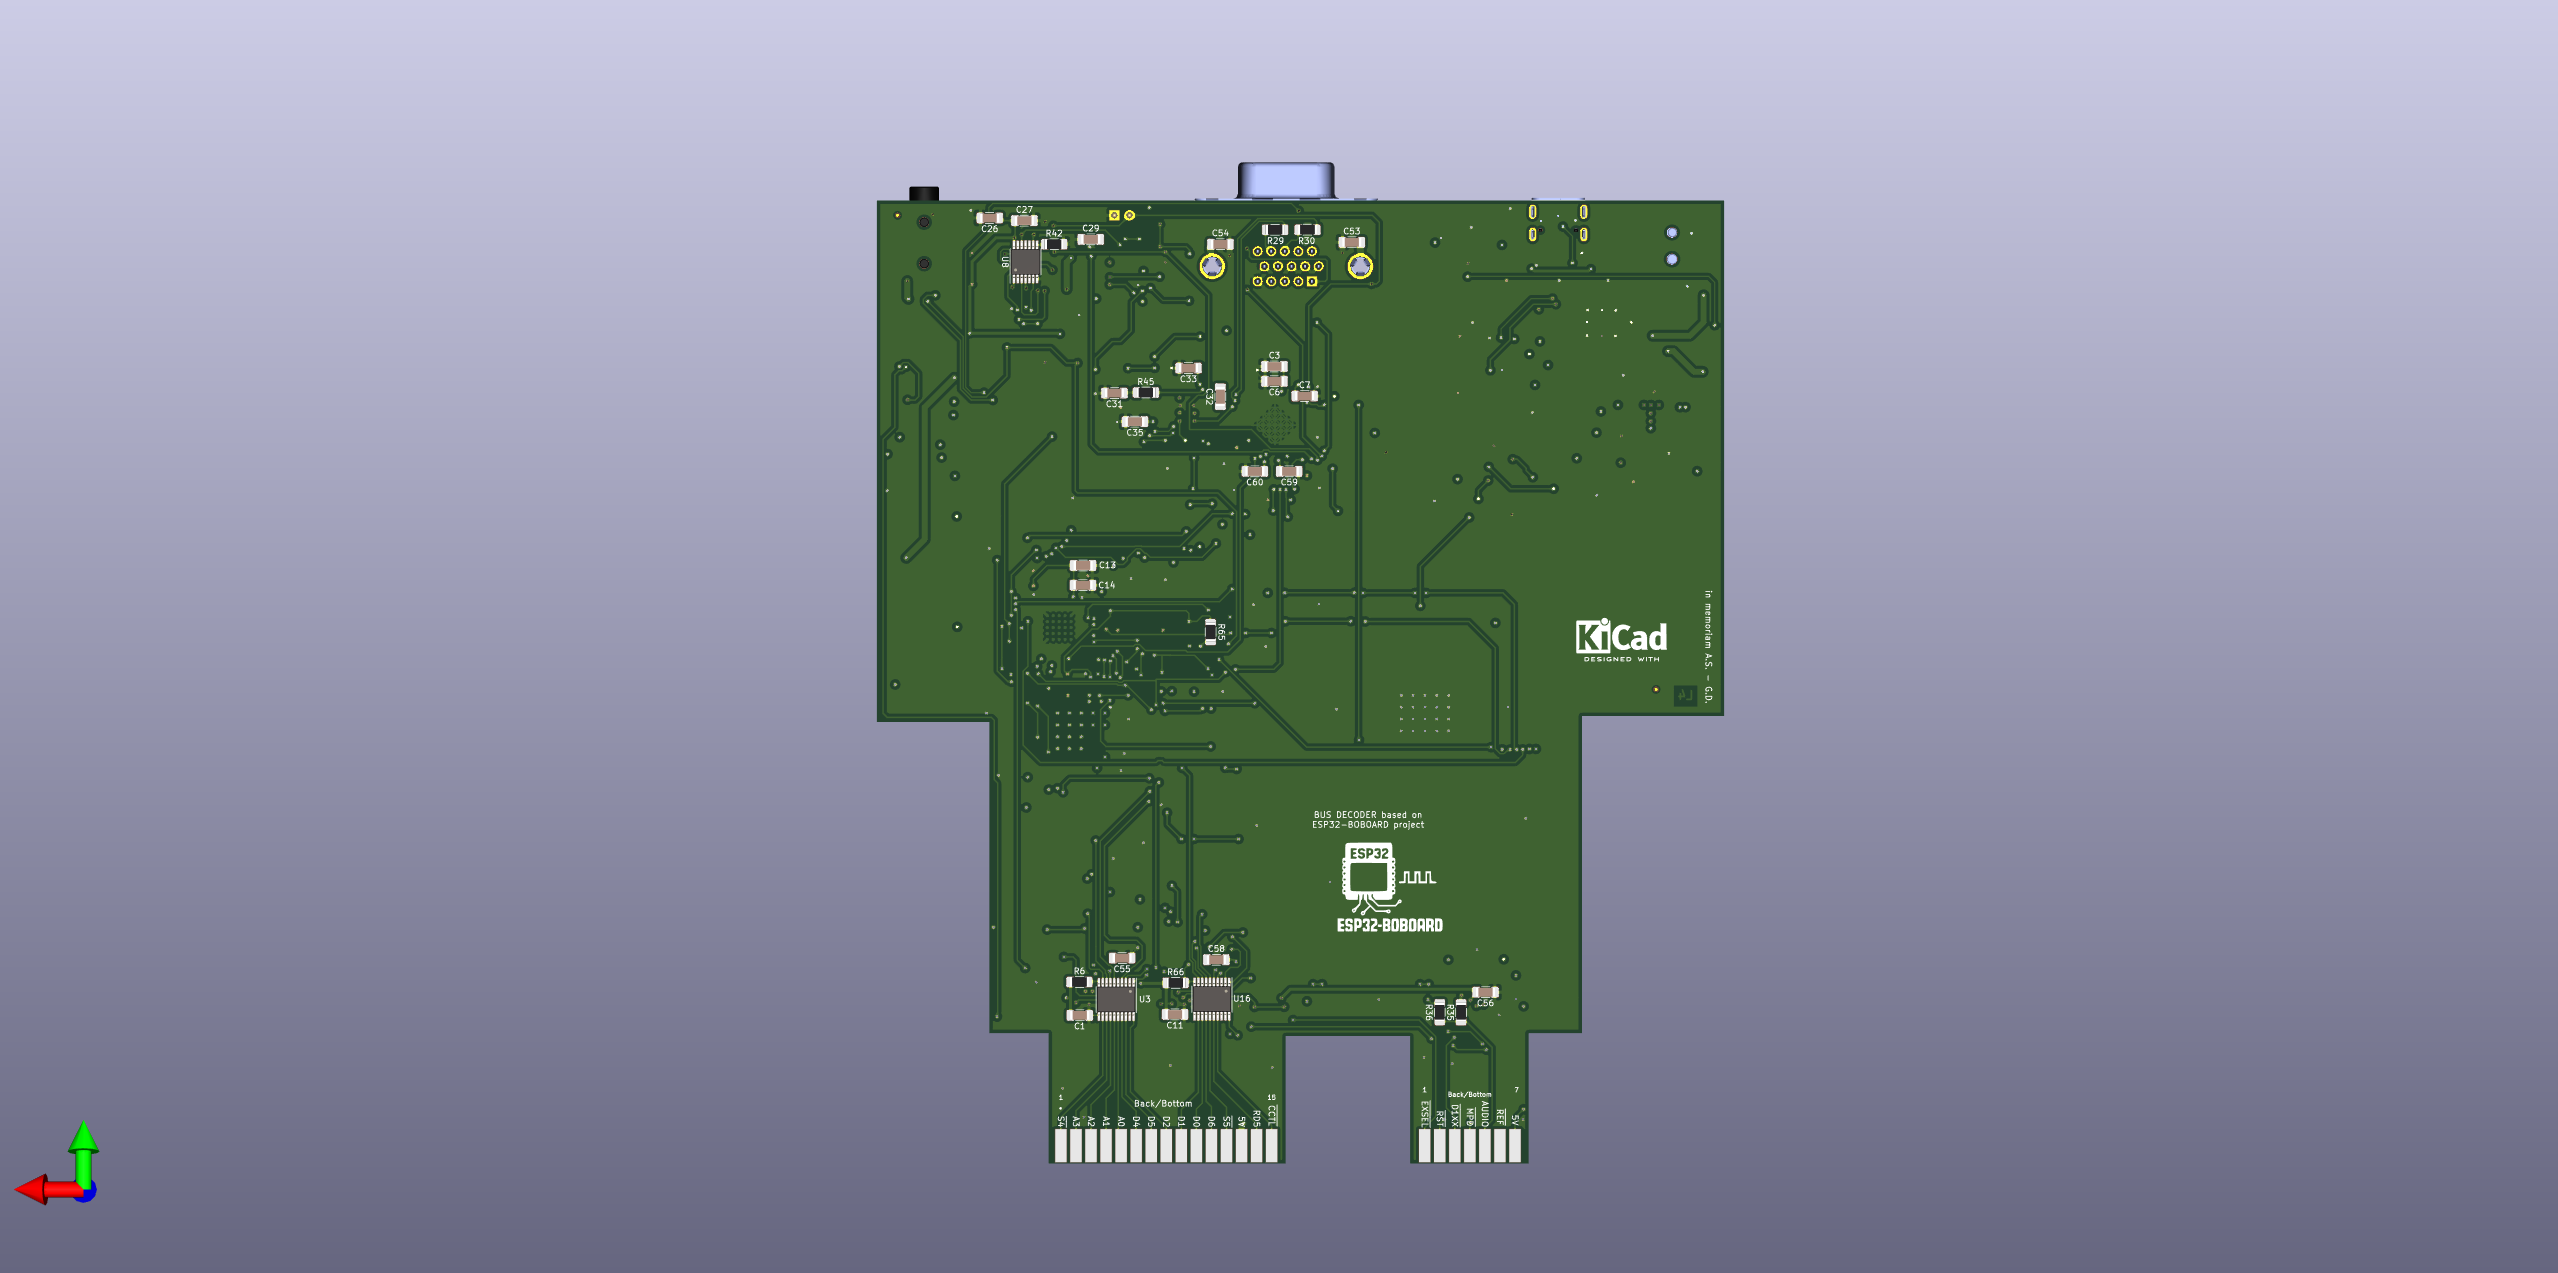 C27
C26
R42
C29
U8
C54
R29
R30
C53
C33
R45
C31
C32
C35
C3
C6
C7
C60
C59
C13
C14
R65
KiCad
DESIGNED WITH
in memoriam A.S. - G.D.
L4
BUS DECODER based on
ESP32-BOBOARD project
ESP32
ESP32-BOBOARD
C58
C55
R6
R66
U3
U16
C1
C11
C56
R36
R35
1
Back/Bottom
15
S4
A3
A2
A1
A0
D4
D5
D2
D1
D0
D6
S5
5V
RD5
CCTL
1
Back/Bottom
7
EXSEL
RST
D1XX
MPD
AUDIO
REF
5V